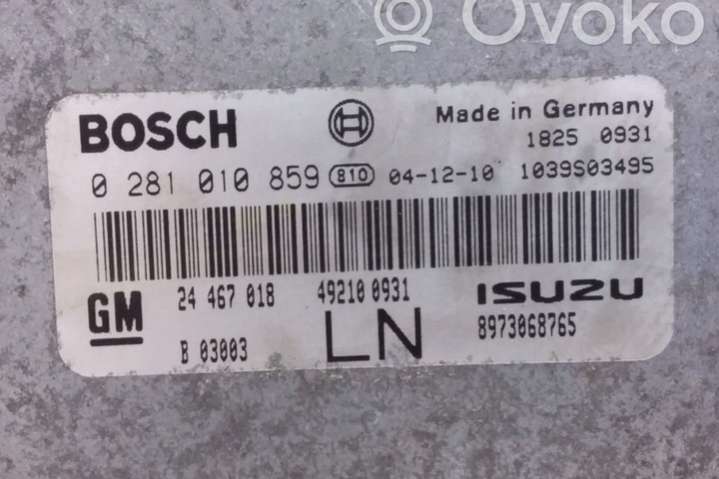 Ovoko
BOSCH Made in Germany
1825 0931
0 281 010 859 810 04-12-10 1039S03495
GM 24 467 018 49210 0931 ISUZU
B 03003 LN 8973068765